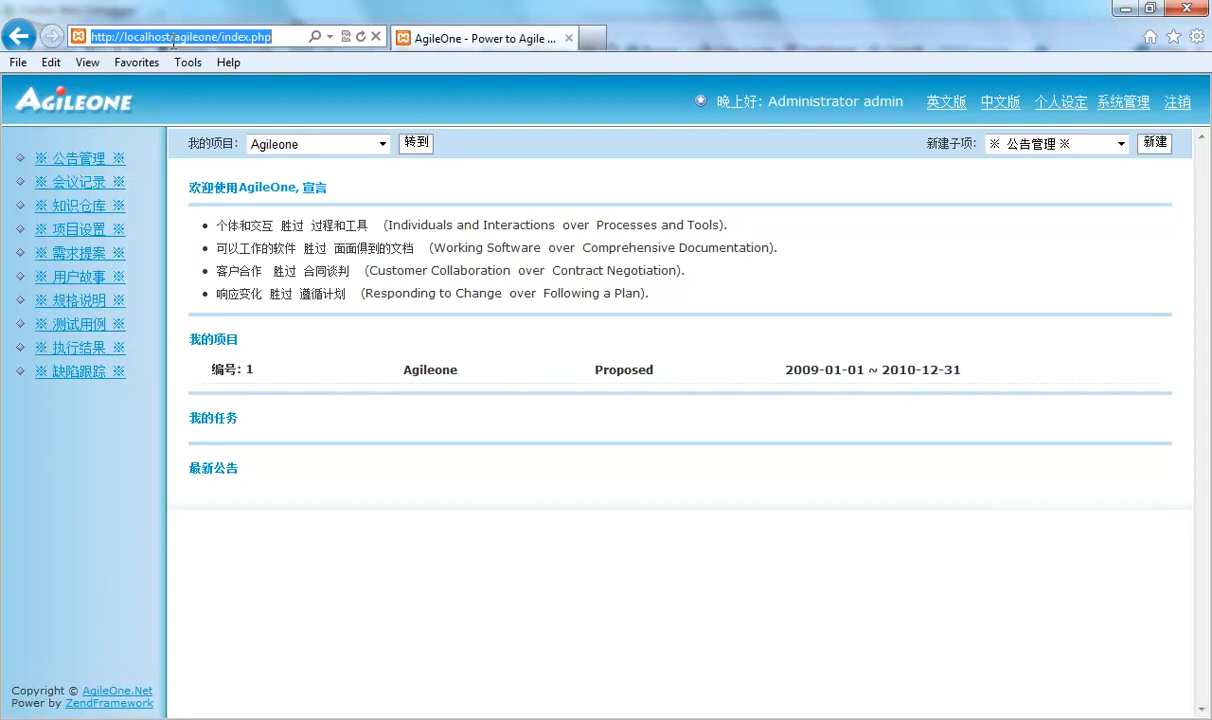 http://localhost/agileone/index.php
AgileOne - Power to Agile ...
File Edit View Favorites Tools Help
AGILEONE
晚上好: Administrator admin 英文版 中文版 个人设定 系统管理 注销
我的项目: Agileone 转到 新建子项: ※ 公告管理 ※ 新建
※ 公告管理 ※
※ 会议记录 ※
※ 知识仓库 ※
※ 项目设置 ※
※ 需求提案 ※
※ 用户故事 ※
※ 规格说明 ※
※ 测试用例 ※
※ 执行结果 ※
※ 缺陷跟踪 ※
欢迎使用AgileOne, 宣言
个体和交互 胜过 过程和工具 (Individuals and Interactions over Processes and Tools).
可以工作的软件 胜过 面面俱到的文档 (Working Software over Comprehensive Documentation).
客户合作 胜过 合同谈判 (Customer Collaboration over Contract Negotiation).
响应变化 胜过 遵循计划 (Responding to Change over Following a Plan).
我的项目
编号: 1 Agileone Proposed 2009-01-01 ~ 2010-12-31
我的任务
最新公告
Copyright © AgileOne.Net
Power by ZendFramework